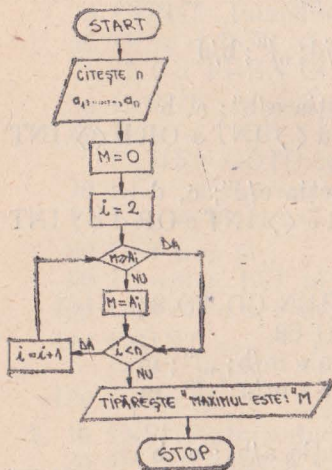 START
CITEȘTE n
a₁,......,aₙ
M=0
i=2
M≥Aᵢ
DA
NU
M=Aᵢ
i<n
DA
i=i+1
NU
TIPĂREȘTE "MAXIMUL ESTE:" M
STOP